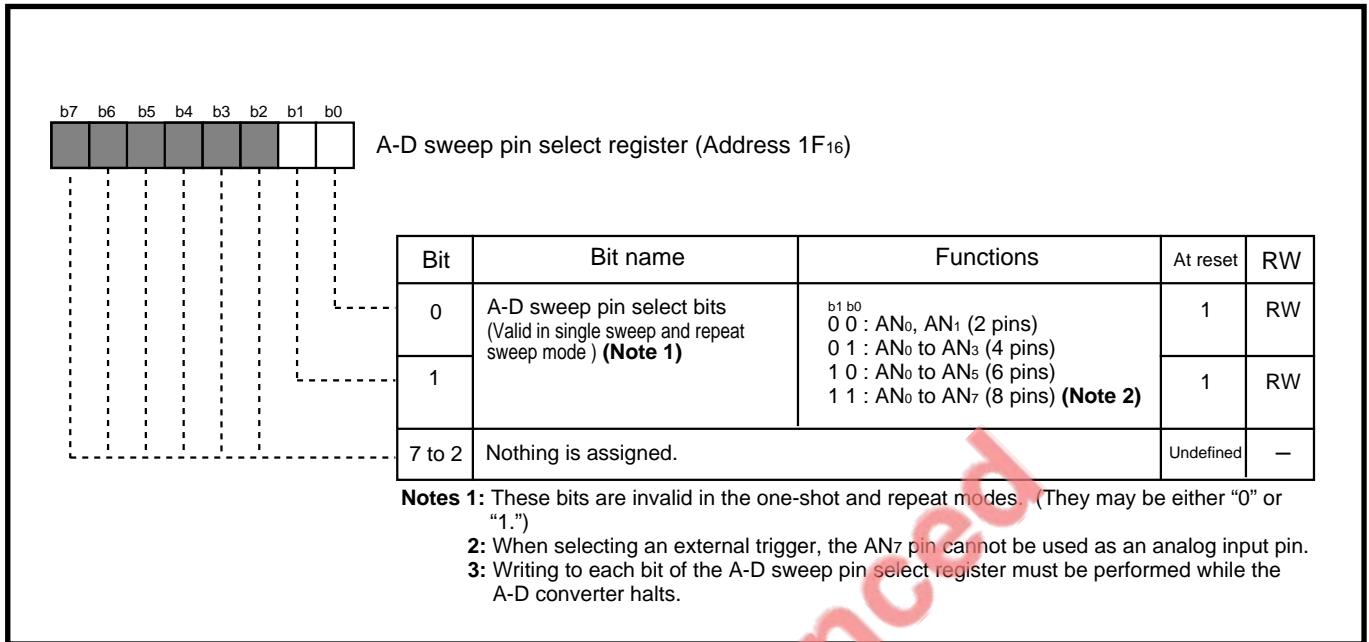 b7 b6 b5 b4 b3 b2 b1 b0
A-D sweep pin select register (Address 1F16)
Bit Bit name Functions At reset RW
0 A-D sweep pin select bits
(Valid in single sweep and repeat
sweep mode ) (Note 1)
b1 b0
0 0 : AN0, AN1 (2 pins)
0 1 : AN0 to AN3 (4 pins)
1 0 : AN0 to AN5 (6 pins)
1 1 : AN0 to AN7 (8 pins) (Note 2)
1 RW
1 1 RW
7 to 2 Nothing is assigned. Undefined –
Notes 1: These bits are invalid in the one-shot and repeat modes. (They may be either “0” or
“1.”)
2: When selecting an external trigger, the AN7 pin cannot be used as an analog input pin.
3: Writing to each bit of the A-D sweep pin select register must be performed while the
A-D converter halts.
nced